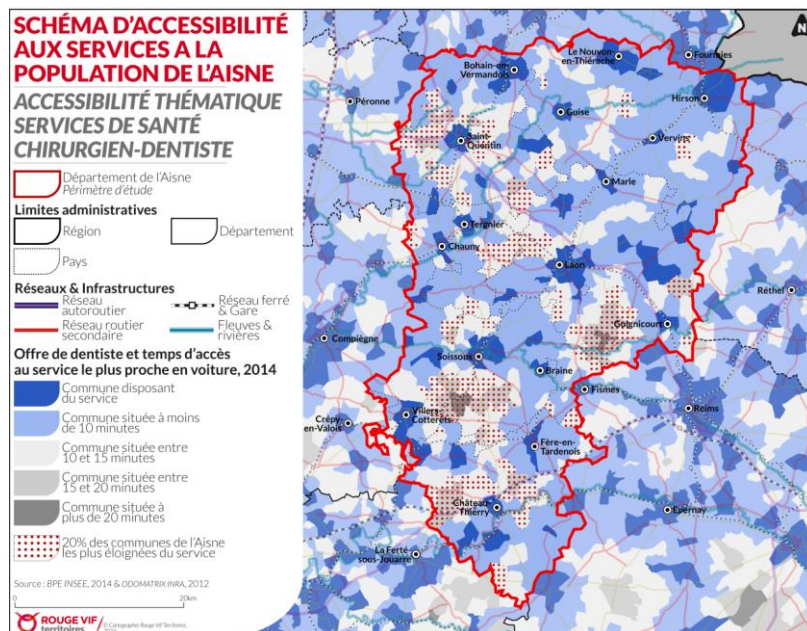 SCHÉMA D'ACCESSIBILITÉ
AUX SERVICES A LA
POPULATION DE L'AISNE
ACCESSIBILITÉ THÉMATIQUE
SERVICES DE SANTÉ
CHIRURGIEN-DENTISTE
Département de l'Aisne
Périmètre d'étude
Limites administratives
Région
Département
Pays
Réseaux & Infrastructures
Réseau
autoroutier
Réseau ferré
& Gare
Réseau routier
secondaire
Fleuves &
rivières
Offre de dentiste et temps d'accès
au service le plus proche en voiture, 2014
Commune disposant
du service
Commune située à moins
de 10 minutes
Commune située entre
10 et 15 minutes
Commune située entre
15 et 20 minutes
Commune située à
plus de 20 minutes
20% des communes de l'Aisne
les plus éloignées du service
Source : BPE INSEE, 2014 & ODOMATRIX INRA, 2012
0
20km
ROUGE VIF
territoires
© Cartographie Rouge Vif Territoires,
N
Le Nouvion-
en-Thiérache
Fourmies
Bohain-en-
Vermandois
Hirson
Péronne
Guise
Saint-
Quentin
Vervins
Marle
Tergnier
Chauny
Laon
Réthel
Guignicourt
Compiègne
Soissons
Braine
Fismes
Reims
Crépy
en-Valois
Villers
Cotterêts
Fère-en-
Tardenois
Château-
Thierry
Epernay
La Ferté
sous-Jouarre